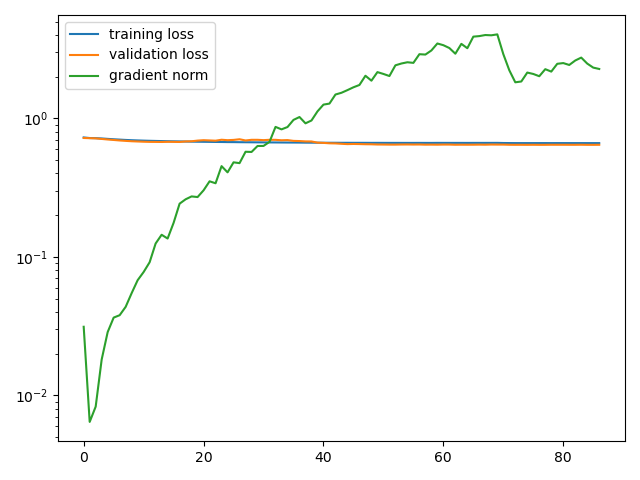 training loss
validation loss
gradient norm
10⁰
10⁻¹
10⁻²
0 20 40 60 80